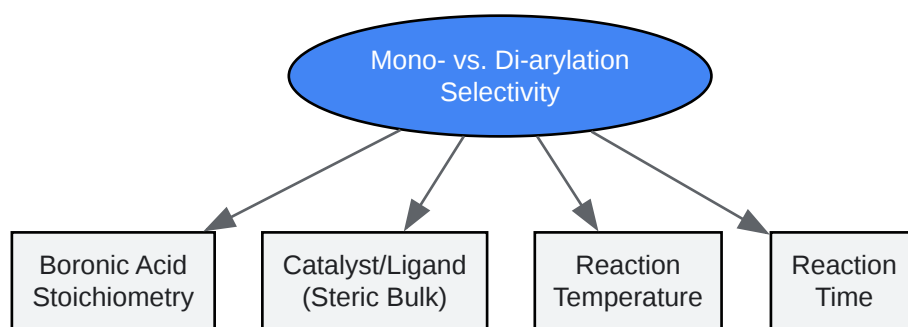 Mono- vs. Di-arylation
Selectivity
Boronic Acid
Stoichiometry
Catalyst/Ligand
(Steric Bulk)
Reaction
Temperature
Reaction
Time